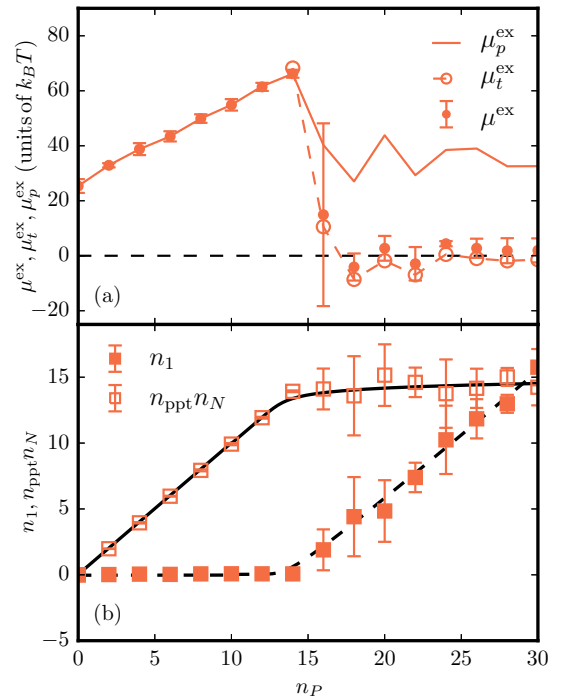 80
60
40
20
0
−20
μ^ex, μ_t^ex, μ_p^ex (units of k_BT)
μ_p^ex
μ_t^ex
μ^ex
(a)
20
15
10
5
0
−5
n_1, n_ppt n_N
n_1
n_ppt n_N
(b)
0 5 10 15 20 25 30
n_P